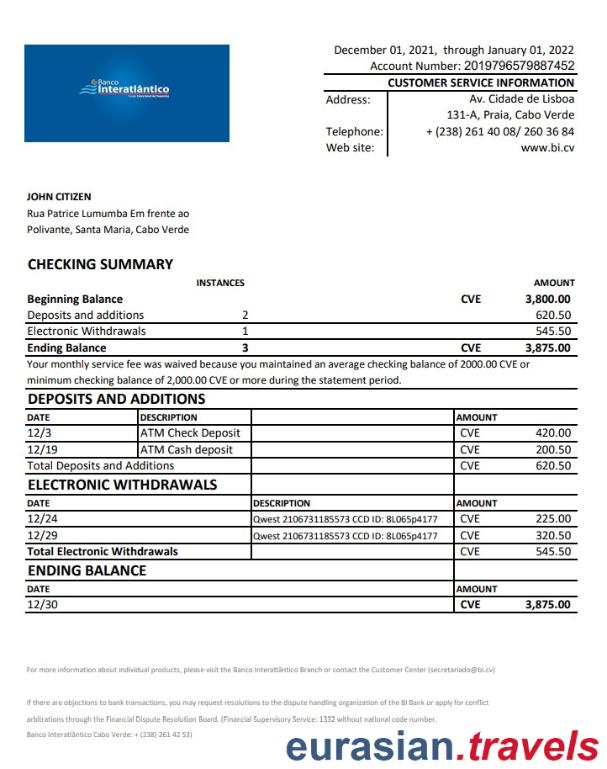 Banco
Interatlântico
December 01, 2021, through January 01, 2022
Account Number: 2019796579887452
CUSTOMER SERVICE INFORMATION
Address: Av. Cidade de Lisboa
131-A, Praia, Cabo Verde
Telephone: + (238) 261 40 08/ 260 36 84
Web site: www.bi.cv
JOHN CITIZEN
Rua Patrice Lumumba Em frente ao
Polivante, Santa Maria, Cabo Verde
CHECKING SUMMARY
INSTANCES AMOUNT
Beginning Balance CVE 3,800.00
Deposits and additions 2 620.50
Electronic Withdrawals 1 545.50
Ending Balance 3 CVE 3,875.00
Your monthly service fee was waived because you maintained an average checking balance of 2000.00 CVE or
minimum checking balance of 2,000.00 CVE or more during the statement period.
DEPOSITS AND ADDITIONS
DATE DESCRIPTION AMOUNT
12/3 ATM Check Deposit CVE 420.00
12/19 ATM Cash deposit CVE 200.50
Total Deposits and Additions CVE 620.50
ELECTRONIC WITHDRAWALS
DATE DESCRIPTION AMOUNT
12/24 Qwest 2106731185573 CCD ID: 8L065p4177 CVE 225.00
12/29 Qwest 2106731185573 CCD ID: 8L065p4177 CVE 320.50
Total Electronic Withdrawals CVE 545.50
ENDING BALANCE
DATE AMOUNT
12/30 CVE 3,875.00
For more information about individual products, please visit the Banco Interatlântico Branch or contact the Customer Center (secretariado@bi.cv)
If there are objections to bank transactions, you may request resolutions to the dispute handling organization of the BI Bank or apply for conflict
arbitrations through the Financial Dispute Resolution Board. (Financial Supervisory Service: 1332 without national code number.
Banco Interatlântico Cabo Verde: + (238) 261 42 53)
eurasian.travels